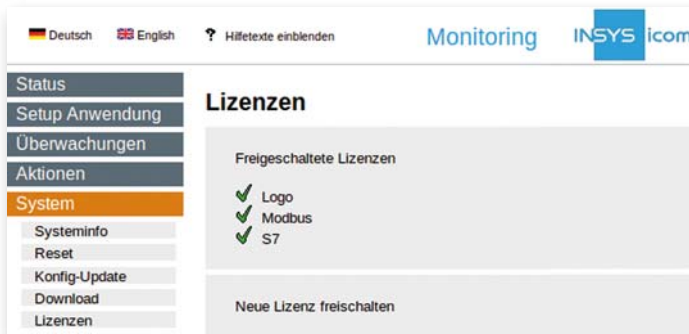 Deutsch English ? Hilfetexte einblenden Monitoring INSYS icom
Status
Setup Anwendung
Überwachungen
Aktionen
System
Systeminfo
Reset
Konfig-Update
Download
Lizenzen
Lizenzen
Freigeschaltete Lizenzen
Logo
Modbus
S7
Neue Lizenz freischalten